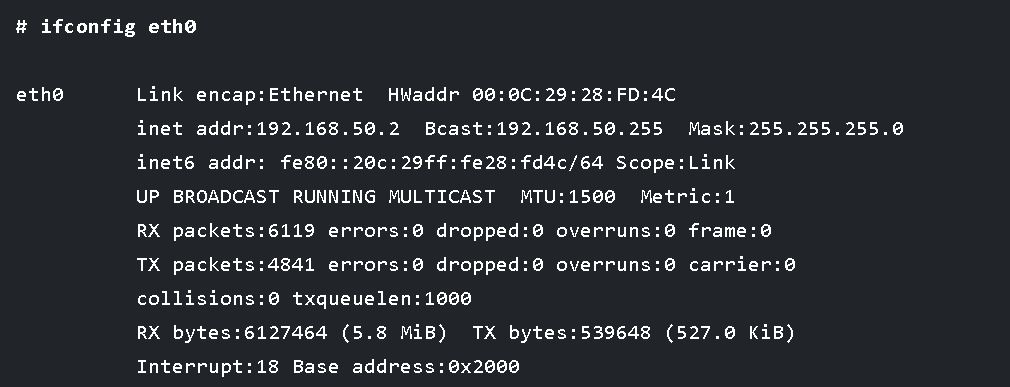 # ifconfig eth0
eth0 Link encap:Ethernet HWaddr 00:0C:29:28:FD:4C
inet addr:192.168.50.2 Bcast:192.168.50.255 Mask:255.255.255.0
inet6 addr: fe80::20c:29ff:fe28:fd4c/64 Scope:Link
UP BROADCAST RUNNING MULTICAST MTU:1500 Metric:1
RX packets:6119 errors:0 dropped:0 overruns:0 frame:0
TX packets:4841 errors:0 dropped:0 overruns:0 carrier:0
collisions:0 txqueuelen:1000
RX bytes:6127464 (5.8 MiB) TX bytes:539648 (527.0 KiB)
Interrupt:18 Base address:0x2000